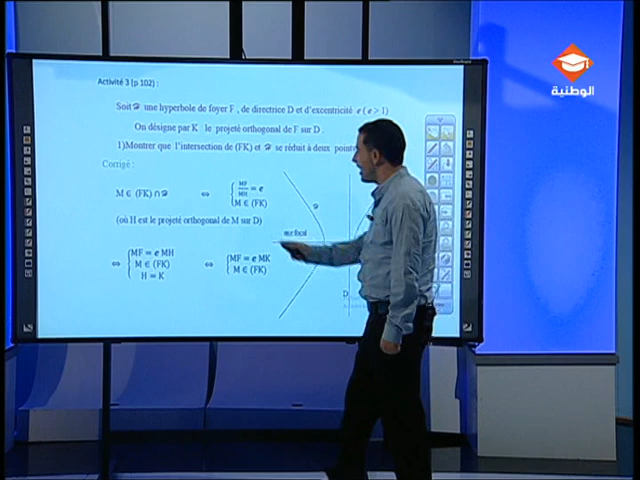 Activité 3 (p 102) :
الوطنية
Soit ℋ une hyperbole de foyer F , de directrice D et d'excentricité e ( e > 1)
On désigne par K le projeté orthogonal de F sur D .
1)Montrer que l'intersection de (FK) et ℋ se réduit à deux
Corrigé :
M ∈ (FK) ∩ ℋ ⇔ { MF/MH = e
M ∈ (FK)
(où H est le projeté orthogonal de M sur D)
axe focal
⇔ { MF = e MH
M ∈ (FK)
H = K
⇔ { MF = e MK
M ∈ (FK)
D